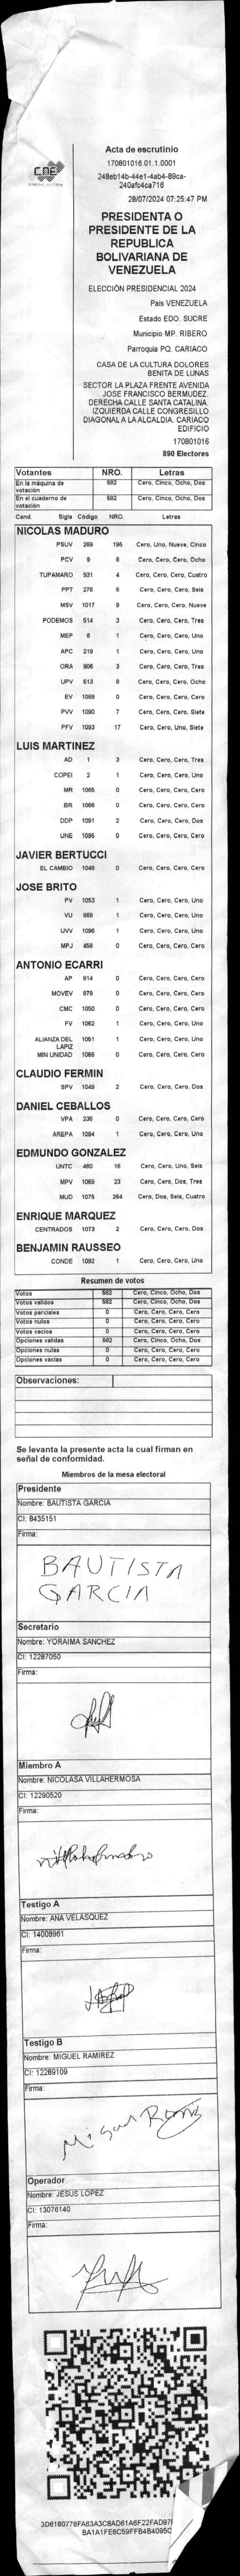 CNE
Acta de escrutinio
170801016.01.1.0001
248eb14b-44e1-4ab4-89ca-
240afc4ca716
28/07/2024 07:25:47 PM
PRESIDENTA O
PRESIDENTE DE LA
REPUBLICA
BOLIVARIANA DE
VENEZUELA
ELECCIÓN PRESIDENCIAL 2024
Pais VENEZUELA
Estado EDO. SUCRE
Municipio MP. RIBERO
Parroquia PQ. CARIACO
CASA DE LA CULTURA DOLORES
BENITA DE LUNAS
SECTOR LA PLAZA FRENTE AVENIDA
JOSE FRANCISCO BERMUDEZ.
DERECHA CALLE SANTA CATALINA.
IZQUIERDA CALLE CONGRESILLO
DIAGONAL A LA ALCALDIA. CARIACO
EDIFICIO
170801016
890 Electores
Votantes NRO. Letras
En la máquina de votación 582 Cero, Cinco, Ocho, Dos
En el cuaderno de votación 582 Cero, Cinco, Ocho, Dos
Cand. Sigla Código NRO. Letras
NICOLAS MADURO
PSUV 269 195 Cero, Uno, Nueve, Cinco
PCV 9 8 Cero, Cero, Cero, Ocho
TUPAMARO 931 4 Cero, Cero, Cero, Cuatro
PPT 276 6 Cero, Cero, Cero, Seis
MSV 1017 9 Cero, Cero, Cero, Nueve
PODEMOS 514 3 Cero, Cero, Cero, Tres
MEP 6 1 Cero, Cero, Cero, Uno
APC 219 1 Cero, Cero, Cero, Uno
ORA 906 3 Cero, Cero, Cero, Tres
UPV 513 8 Cero, Cero, Cero, Ocho
EV 1089 0 Cero, Cero, Cero, Cero
PVV 1090 7 Cero, Cero, Cero, Siete
PFV 1093 17 Cero, Cero, Uno, Siete
LUIS MARTINEZ
AD 1 3 Cero, Cero, Cero, Tres
COPEI 2 1 Cero, Cero, Cero, Uno
MR 1065 0 Cero, Cero, Cero, Cero
BR 1066 0 Cero, Cero, Cero, Cero
DDP 1091 2 Cero, Cero, Cero, Dos
UNE 1095 0 Cero, Cero, Cero, Cero
JAVIER BERTUCCI
EL CAMBIO 1048 0 Cero, Cero, Cero, Cero
JOSE BRITO
PV 1053 1 Cero, Cero, Cero, Uno
VU 968 1 Cero, Cero, Cero, Uno
UVV 1096 1 Cero, Cero, Cero, Uno
MPJ 458 0 Cero, Cero, Cero, Cero
ANTONIO ECARRI
AP 814 0 Cero, Cero, Cero, Cero
MOVEV 979 0 Cero, Cero, Cero, Cero
CMC 1050 0 Cero, Cero, Cero, Cero
FV 1062 1 Cero, Cero, Cero, Uno
ALIANZA DEL LAPIZ 1051 1 Cero, Cero, Cero, Uno
MIN UNIDAD 1068 0 Cero, Cero, Cero, Cero
CLAUDIO FERMIN
SPV 1049 2 Cero, Cero, Cero, Dos
DANIEL CEBALLOS
VPA 236 0 Cero, Cero, Cero, Cero
AREPA 1094 1 Cero, Cero, Cero, Uno
EDMUNDO GONZALEZ
UNTC 460 16 Cero, Cero, Uno, Seis
MPV 1069 23 Cero, Cero, Dos, Tres
MUD 1075 264 Cero, Dos, Seis, Cuatro
ENRIQUE MARQUEZ
CENTRADOS 1073 2 Cero, Cero, Cero, Dos
BENJAMIN RAUSSEO
CONDE 1092 1 Cero, Cero, Cero, Uno
Resumen de votos
Votos 582 Cero, Cinco, Ocho, Dos
Votos validos 582 Cero, Cinco, Ocho, Dos
Votos parciales 0 Cero, Cero, Cero, Cero
Votos nulos 0 Cero, Cero, Cero, Cero
Votos vacios 0 Cero, Cero, Cero, Cero
Opciones validas 582 Cero, Cinco, Ocho, Dos
Opciones nulas 0 Cero, Cero, Cero, Cero
Opciones vacias 0 Cero, Cero, Cero, Cero
Observaciones:
Se levanta la presente acta la cual firman en
señal de conformidad.
Miembros de la mesa electoral
Presidente
Nombre: BAUTISTA GARCIA
CI: 8435151
Firma:
BAUTISTA
GARCIA
Secretario
Nombre: YORAIMA SANCHEZ
CI: 12287050
Firma:
Miembro A
Nombre: NICOLASA VILLAHERMOSA
CI: 12290520
Firma:
Testigo A
Nombre: ANA VELASQUEZ
CI: 14008961
Firma:
Testigo B
Nombre: MIGUEL RAMIREZ
CI: 12289109
Firma:
Operador
Nombre: JESUS LOPEZ
CI: 13076140
Firma: